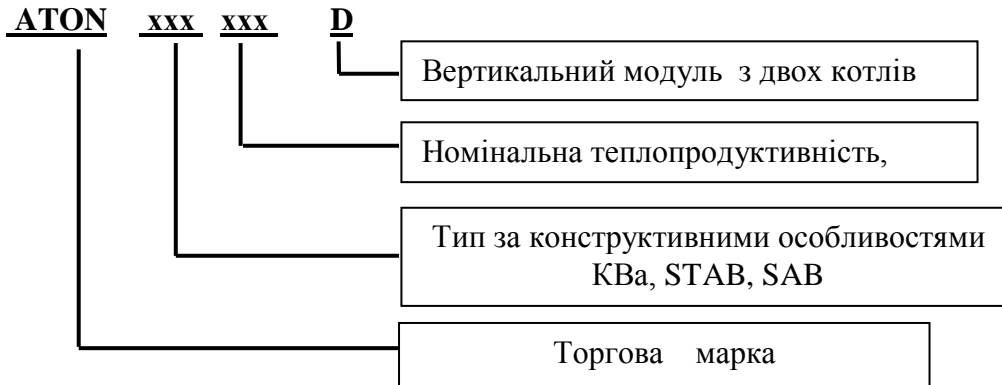 ATON xxx xxx D
Вертикальний модуль з двох котлів
Номінальна теплопродуктивність,
Тип за конструктивними особливостями
КВа, STAB, SAB
Торгова марка